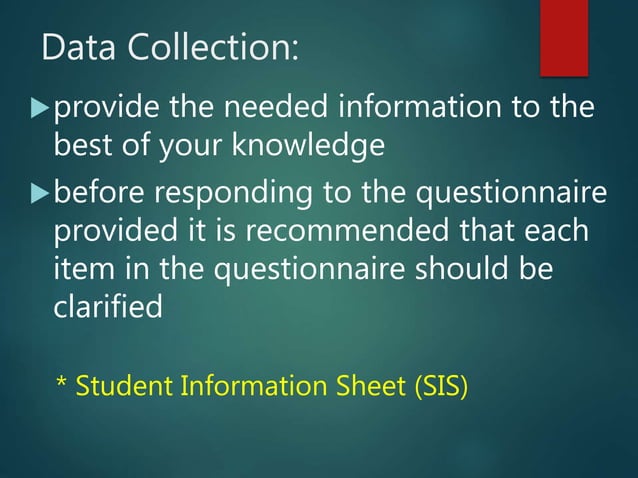 Data Collection:
provide the needed information to the
best of your knowledge
before responding to the questionnaire
provided it is recommended that each
item in the questionnaire should be
clarified
* Student Information Sheet (SIS)